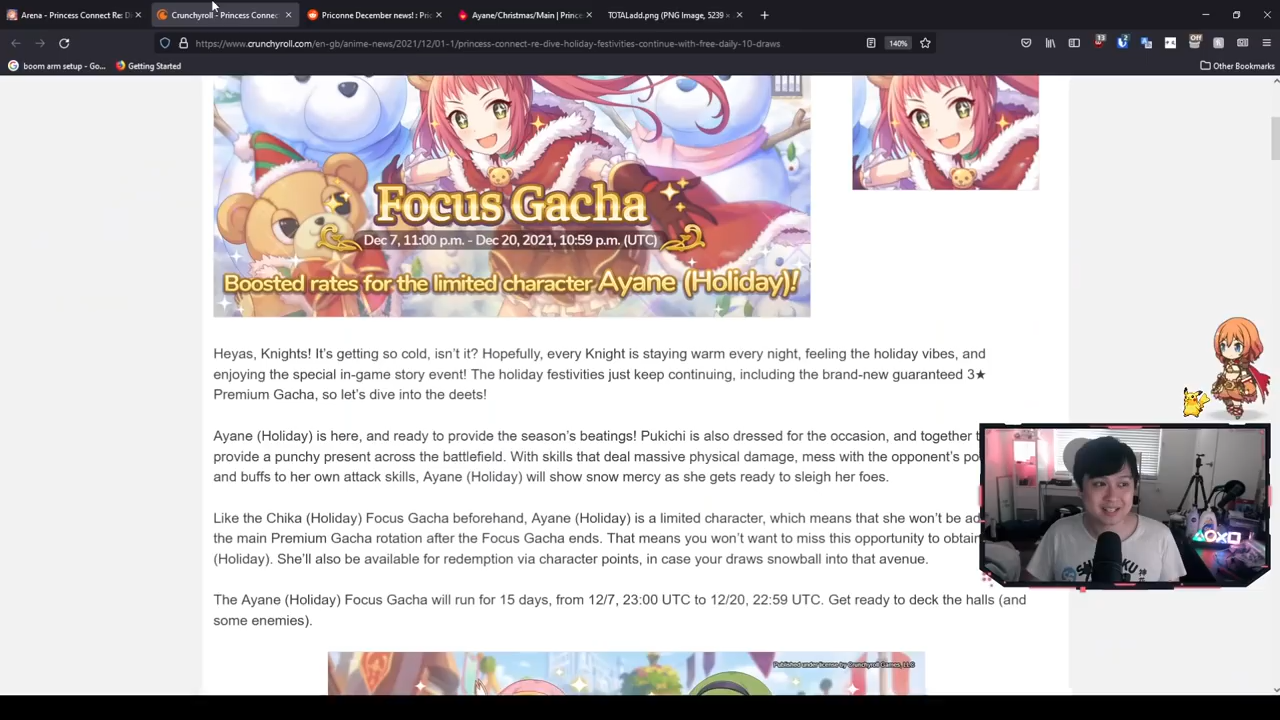 Arena - Princess Connect Re: D
Crunchyroll - Princess Connec
Priconne December news! : Pric
Ayane/Christmas/Main | Prince
TOTALadd.png (PNG Image, 5239 ×
https://www.crunchyroll.com/en-gb/anime-news/2021/12/01-1/princess-connect-re-dive-holiday-festivities-continue-with-free-daily-10-draws
140%
13
2
Off
boom arm setup - Go...
Getting Started
Other Bookmarks
Focus Gacha
Dec 7, 11:00 p.m. - Dec 20, 2021, 10:59 p.m. (UTC)
Boosted rates for the limited character Ayane (Holiday)!
Heyas, Knights! It's getting so cold, isn't it? Hopefully, every Knight is staying warm every night, feeling the holiday vibes, and
enjoying the special in-game story event! The holiday festivities just keep continuing, including the brand-new guaranteed 3★
Premium Gacha, so let's dive into the deets!
Ayane (Holiday) is here, and ready to provide the season's beatings! Pukichi is also dressed for the occasion, and together t
provide a punchy present across the battlefield. With skills that deal massive physical damage, mess with the opponent's po
and buffs to her own attack skills, Ayane (Holiday) will show snow mercy as she gets ready to sleigh her foes.
Like the Chika (Holiday) Focus Gacha beforehand, Ayane (Holiday) is a limited character, which means that she won't be ad
the main Premium Gacha rotation after the Focus Gacha ends. That means you won't want to miss this opportunity to obtain
(Holiday). She'll also be available for redemption via character points, in case your draws snowball into that avenue.
The Ayane (Holiday) Focus Gacha will run for 15 days, from 12/7, 23:00 UTC to 12/20, 22:59 UTC. Get ready to deck the halls (and
some enemies).
Published under license by Crunchyroll Games, LLC